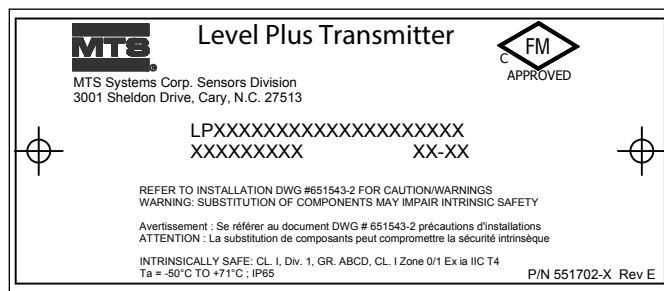 MTS
Level Plus Transmitter
C FM
APPROVED
MTS Systems Corp. Sensors Division
3001 Sheldon Drive, Cary, N.C. 27513
LPXXXXXXXXXXXXXXXXXXXX
XXXXXXXXX XX-XX
REFER TO INSTALLATION DWG #651543-2 FOR CAUTION/WARNINGS
WARNING: SUBSTITUTION OF COMPONENTS MAY IMPAIR INTRINSIC SAFETY
Avertissement : Se référer au document DWG # 651543-2 précautions d'installations
ATTENTION : La substitution de composants peut compromettre la sécurité intrinsèque
INTRINSICALLY SAFE: CL. I, Div. 1, GR. ABCD, CL. I Zone 0/1 Ex ia IIC T4
Ta = -50°C TO +71°C ; IP65
P/N 551702-X Rev E